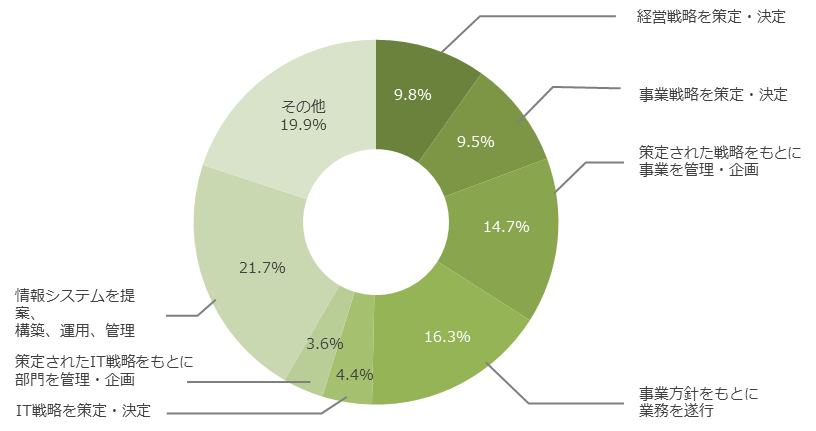 経営戦略を策定・決定
9.8%
事業戦略を策定・決定
9.5%
策定された戦略をもとに
事業を管理・企画
14.7%
事業方針をもとに
業務を遂行
16.3%
IT戦略を策定・決定
4.4%
策定されたIT戦略をもとに
部門を管理・企画
3.6%
情報システムを提
案、
構築、運用、管理
21.7%
その他
19.9%